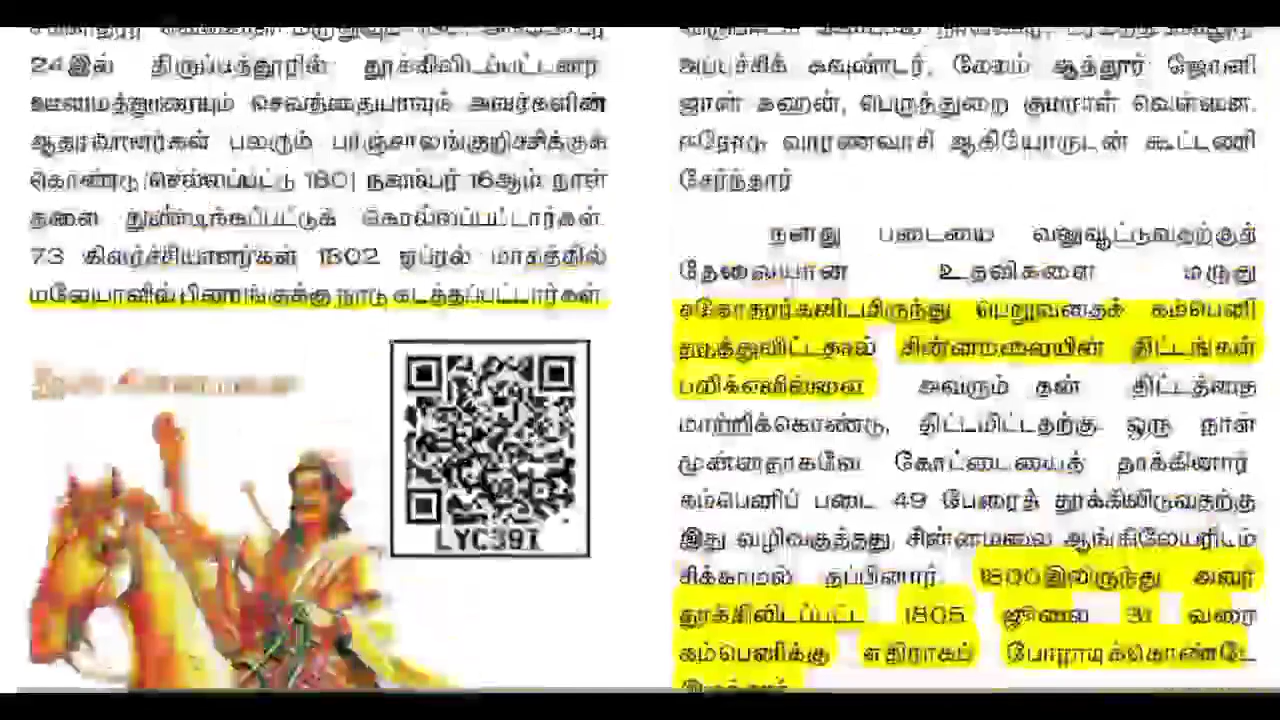 24இல் திருப்பத்தூரில் தூக்கிலிடப்பட்டனர்.
ஊமைத்துரையும் செவத்தையாவும் அவர்களின்
ஆதரவாளர்கள் பலரும் பாஞ்சாலங்குறிச்சிக்குக்
கொண்டு செல்லப்பட்டு 1801 நவம்பர் 16ஆம் நாள்
தலை துண்டிக்கப்பட்டுக் கொல்லப்பட்டார்கள்.
73 கிளர்ச்சியாளர்கள் 1802 ஏப்ரல் மாதத்தில்
மலேயாவின் பினாங்குக்கு நாடு கடத்தப்பட்டார்கள்.
தீரன் சின்னமலை
LYC39I
அப்பச்சிக் கவுண்டர், சேலம் ஆத்தூர் ஜோனி
ஜான் கஹன், பெருந்துறை குமராள் வெள்ளை,
ஈரோடு வாரணவாசி ஆகியோருடன் கூட்டணி
சேர்ந்தார்
தனது படையை வலுவூட்டுவதற்குத்
தேவையான உதவிகளை மருது
சகோதரர்களிடமிருந்து பெறுவதைக் கம்பெனி
தடுத்துவிட்டதால் சின்னமலையின் திட்டங்கள்
பலிக்கவில்லை அவரும் தன் திட்டத்தை
மாற்றிக்கொண்டு, திட்டமிட்டதற்கு ஒரு நாள்
முன்னதாகவே கோட்டையைத் தாக்கினார்
கம்பெனிப் படை 49 பேரைத் தூக்கிலிடுவதற்கு
இது வழிவகுத்தது. சின்னமலை ஆங்கிலேயரிடம்
சிக்காமல் தப்பினார். 1800இலிருந்து அவர்
தூக்கிலிடப்பட்ட 1805 ஜூலை 31 வரை
கம்பெனிக்கு எதிராகப் போராடிக்கொண்டே
இருந்தார்